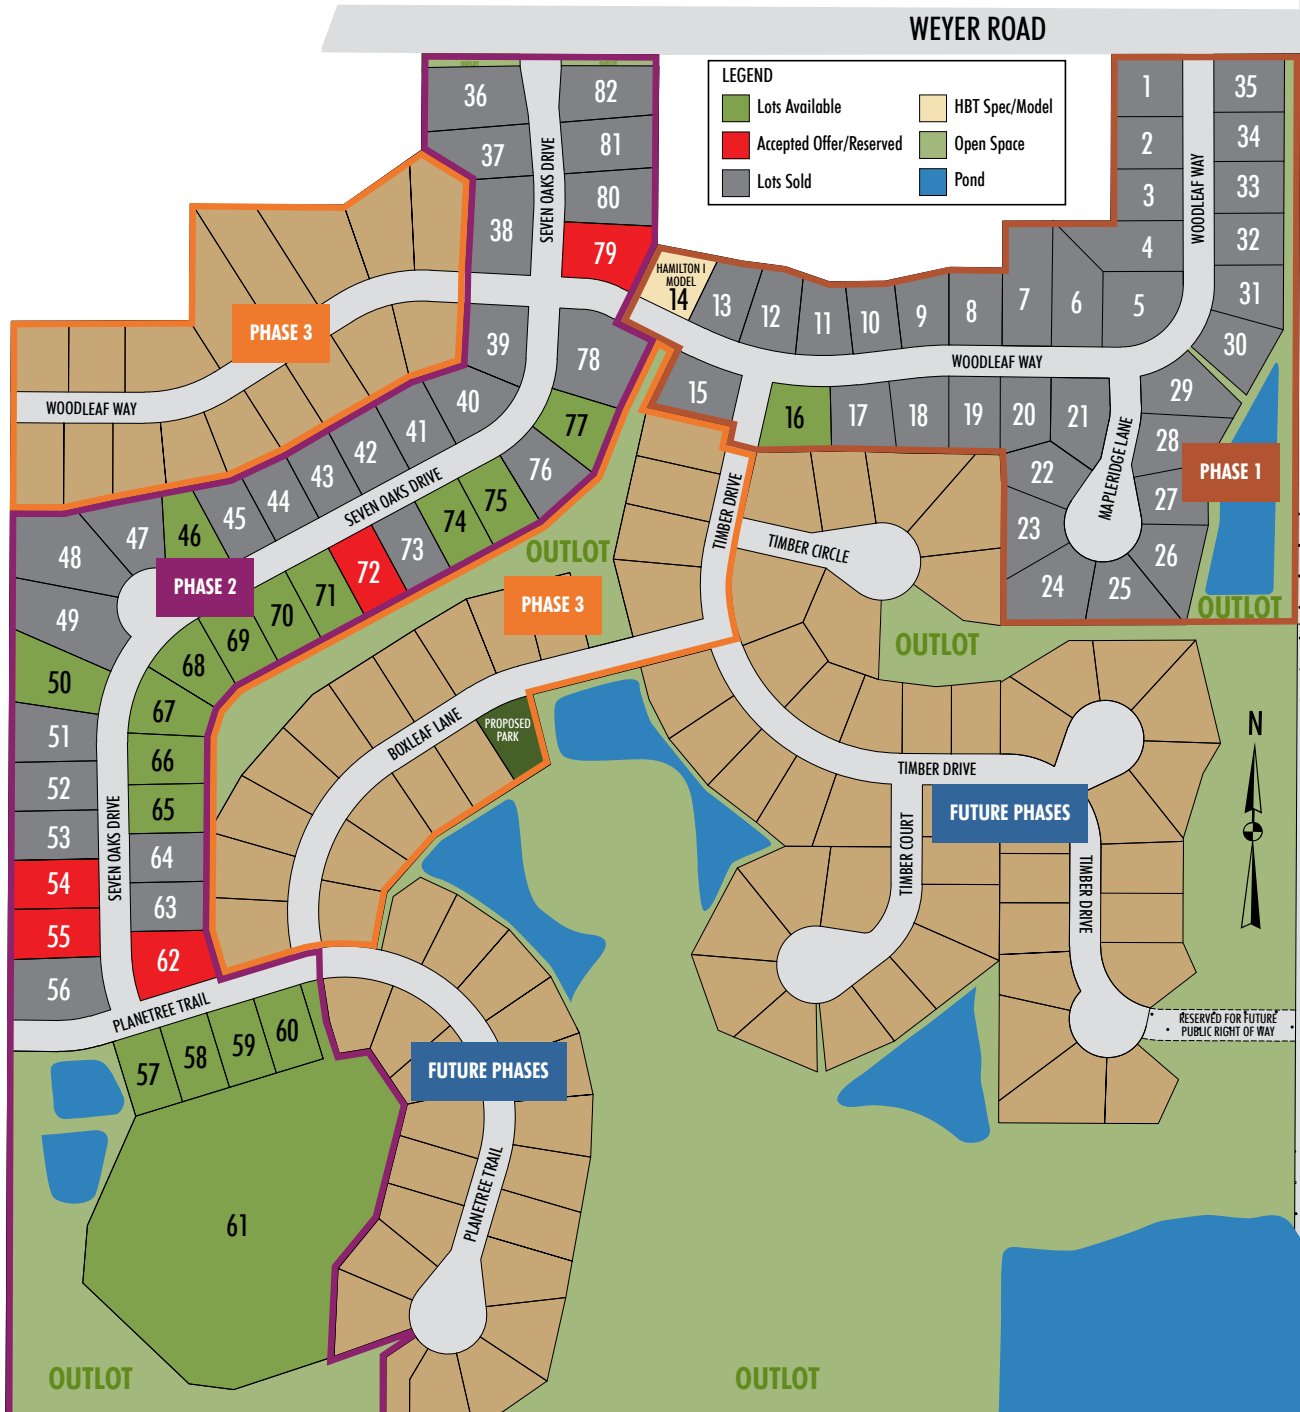 WEYER ROAD
OUTLOT
OUTLOT
LEGEND
Lots Available
HBT Spec/Model
Accepted Offer/Reserved
Open Space
Lots Sold
Pond
36
82
37
81
38
80
79
SEVEN OAKS DRIVE
1
35
2
34
3
33
4
32
5
31
30
WOODLEAF WAY
HAMILTON I
MODEL
14
13
12
11
10
9
8
7
6
PHASE 3
WOODLEAF WAY
39
78
40
77
41
76
42
75
43
74
44
73
45
72
46
71
47
70
48
69
49
68
SEVEN OAKS DRIVE
PHASE 2
15
16
17
18
19
20
21
WOODLEAF WAY
29
28
27
26
25
24
23
22
MAPLERIDGE LANE
PHASE 1
OUTLOT
TIMBER DRIVE
TIMBER CIRCLE
OUTLOT
OUTLOT
PHASE 3
50
67
51
66
52
65
53
64
54
63
55
62
56
SEVEN OAKS DRIVE
BOXLEAF LANE
PROPOSED
PARK
TIMBER DRIVE
FUTURE PHASES
TIMBER COURT
TIMBER DRIVE
N
PLANETREE TRAIL
57
58
59
60
61
RESERVED FOR FUTURE
PUBLIC RIGHT OF WAY
FUTURE PHASES
PLANETREE TRAIL
OUTLOT
OUTLOT